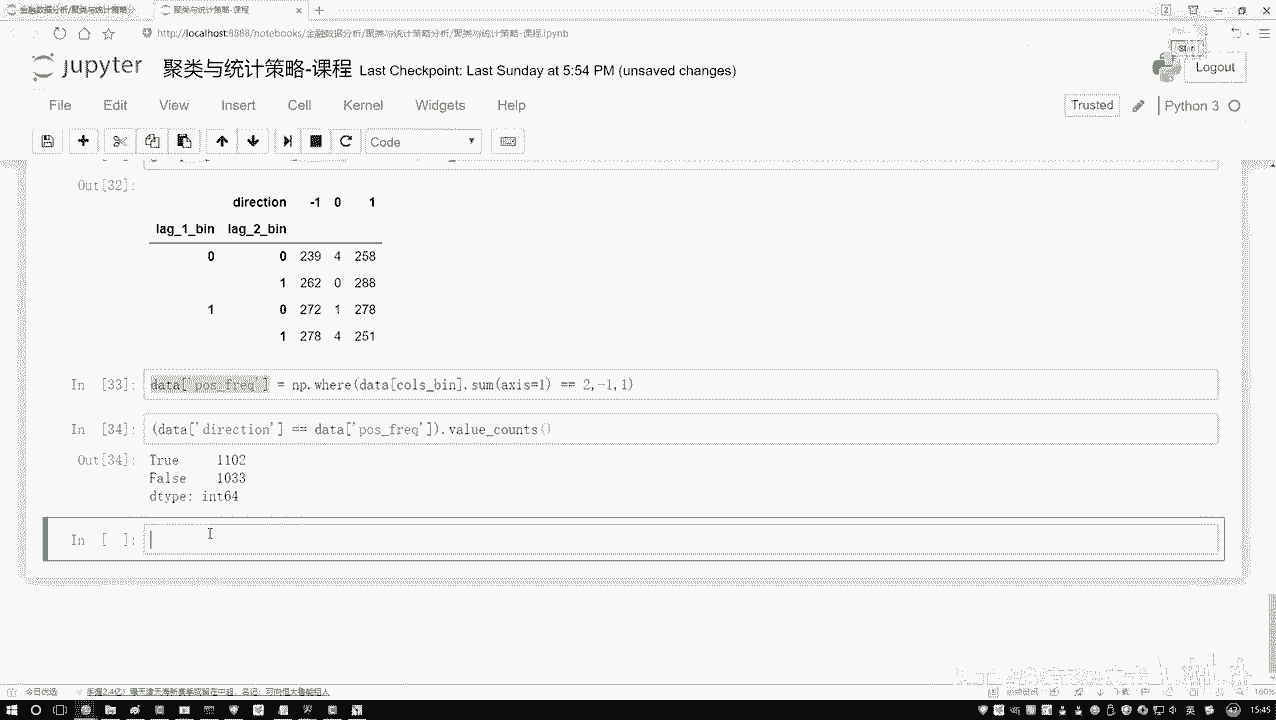 金融数据分析/聚类与统计策略分
聚类与统计策略-课程
http://localhost:8888/notebooks/金融数据分析/聚类与统计策略分析/聚类与统计策略-课程.ipynb
jupyter 聚类与统计策略-课程 Last Checkpoint: Last Sunday at 5:54 PM (unsaved changes)
Logout
File Edit View Insert Cell Kernel Widgets Help
Trusted Python 3
Code
Out[32]:
direction -1 0 1
lag_1_bin lag_2_bin
0 0 239 4 258
1 262 0 288
1 0 272 1 278
1 278 4 251
In [33]: data['pos_freq'] = np.where(data[cols_bin].sum(axis=1) == 2,-1,1)
In [34]: (data['direction'] == data['pos_freq']).value_counts()
Out[34]: True 1102
False 1033
dtype: int64
In [ ]:
今日优选
160%
15:45